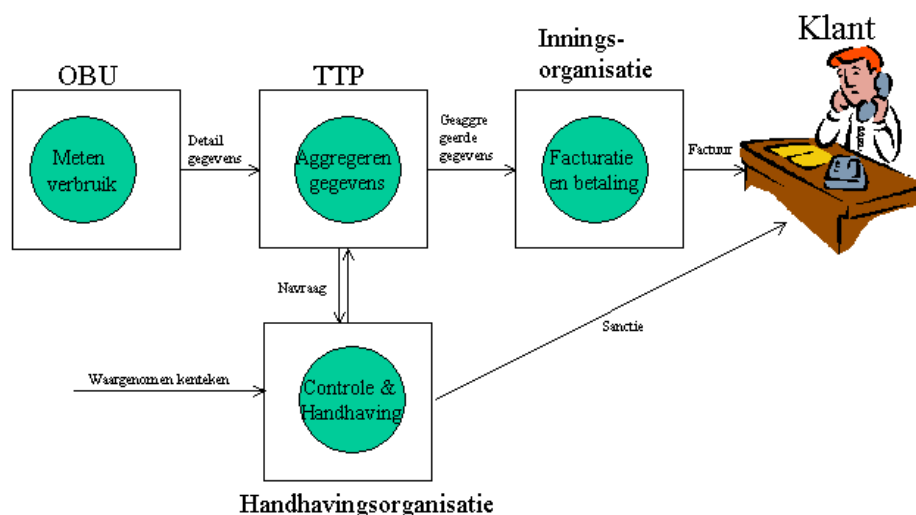 Klant
Innings-
organisatie
OBU
TTP
Meten
verbruik
Detail
gegevens
Aggregeren
gegevens
Geaggre
geerde
gegevens
Facturatie
en betaling
Factuur
Navraag
Sanctie
Waargenomen kenteken
Controle &
Handhaving
Handhavingsorganisatie